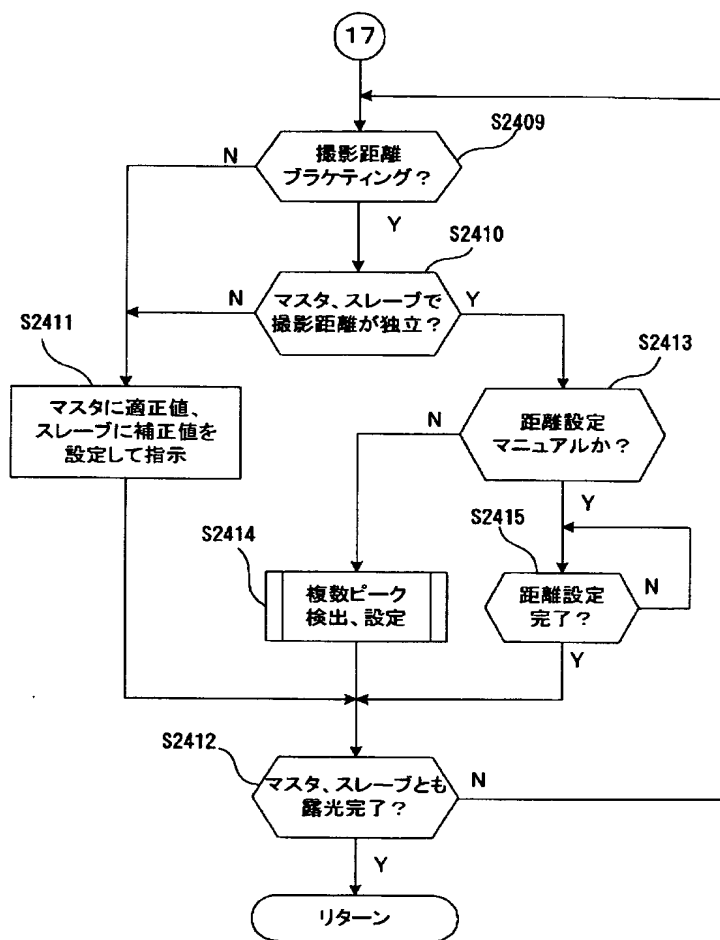 17
S2409
撮影距離
ブラケティング？
N
Y
S2410
マスタ、スレーブで
撮影距離が独立？
N
Y
S2411
マスタに適正値、
スレーブに補正値を
設定して指示
S2413
距離設定
マニュアルか？
N
Y
S2414
複数ピーク
検出、設定
S2415
距離設定
完了？
N
Y
S2412
マスタ、スレーブとも
露光完了？
N
Y
リターン